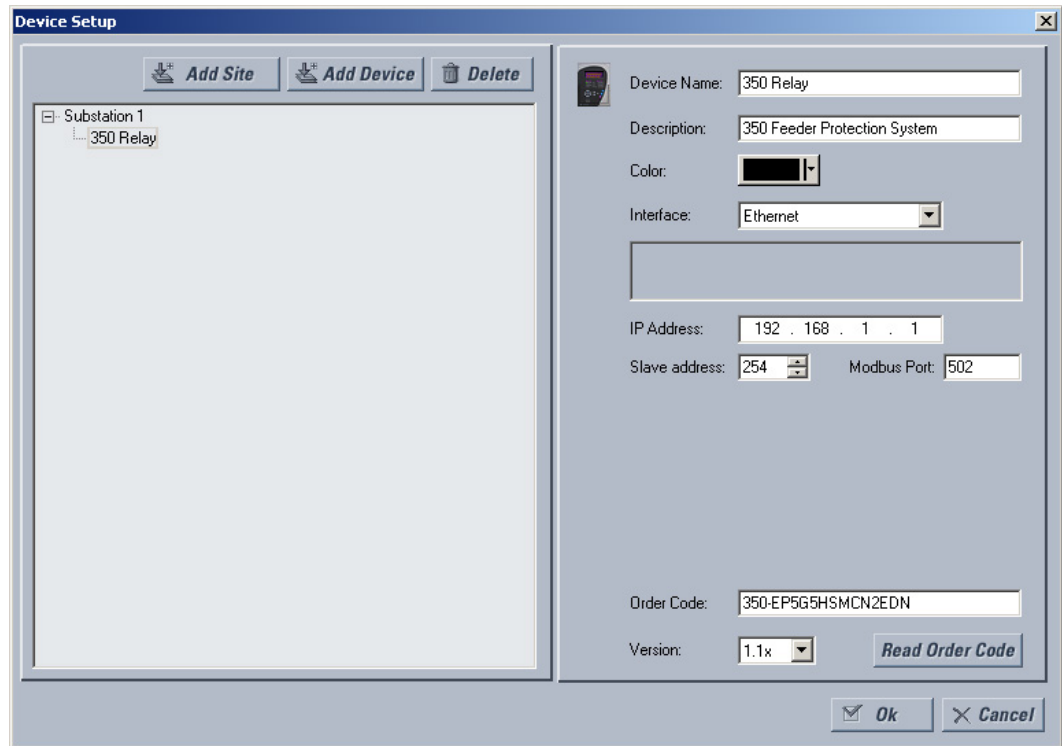 Device Setup
Add Site Add Device Delete
Substation 1
350 Relay
Device Name: 350 Relay
Description: 350 Feeder Protection System
Color:
Interface: Ethernet
IP Address: 192 . 168 . 1 . 1
Slave address: 254 Modbus Port: 502
Order Code: 350-EP5G5HSMCN2EDN
Version: 1.1x Read Order Code
Ok Cancel